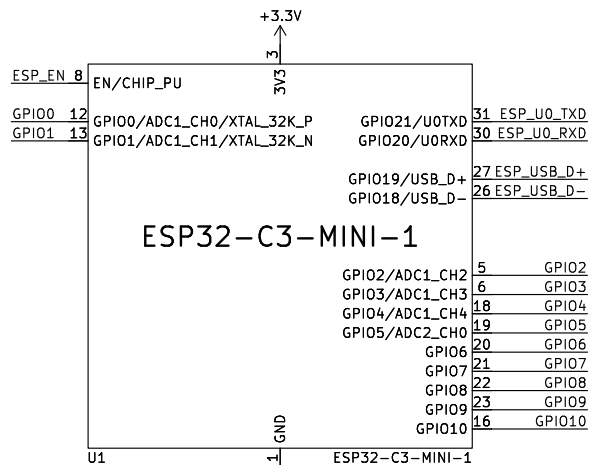 +3.3V
3
3V3
ESP_EN 8 EN/CHIP_PU
GPIO0 12 GPIO0/ADC1_CH0/XTAL_32K_P
GPIO1 13 GPIO1/ADC1_CH1/XTAL_32K_N
GPIO21/U0TXD 31 ESP_U0_TXD
GPIO20/U0RXD 30 ESP_U0_RXD
GPIO19/USB_D+ 27 ESP_USB_D+
GPIO18/USB_D- 26 ESP_USB_D-
ESP32-C3-MINI-1
GPIO2/ADC1_CH2 5 GPIO2
GPIO3/ADC1_CH3 6 GPIO3
GPIO4/ADC1_CH4 18 GPIO4
GPIO5/ADC2_CH0 19 GPIO5
GPIO6 20 GPIO6
GPIO7 21 GPIO7
GPIO8 22 GPIO8
GPIO9 23 GPIO9
GPIO10 16 GPIO10
GND
1
U1
ESP32-C3-MINI-1